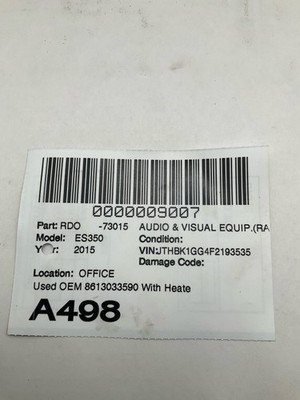 0000009007
Part: RDO -73015 AUDIO & VISUAL EQUIP.(RA
Model: ES350 Condition:
Year: 2015 VIN:JTHBK1GG4F2193535
Damage Code:
Location: OFFICE
Used OEM 8613033590 With Heate
A498